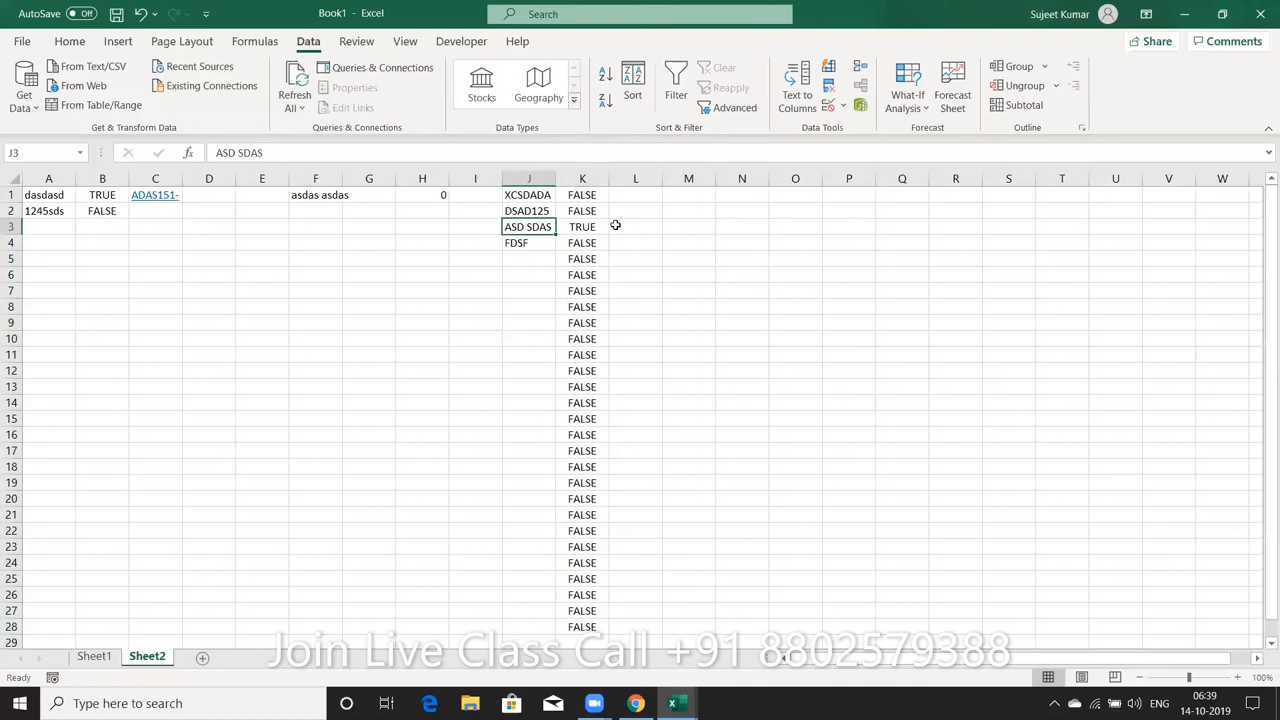 AutoSave Off Book1 - Excel Search Sujeet Kumar
File Home Insert Page Layout Formulas Data Review View Developer Help Share Comments
Get Data From Text/CSV From Web From Table/Range Recent Sources Existing Connections
Refresh All Queries & Connections Properties Edit Links
Stocks Geography
Sort Filter Clear Reapply Advanced
Text to Columns
What-If Analysis Forecast Sheet
Group Ungroup Subtotal
Get & Transform Data Queries & Connections Data Types Sort & Filter Data Tools Forecast Outline
J3 fx ASD SDAS
A B C D E F G H I J K L M N O P Q R S T U V W
1 dasdasd TRUE ADAS151- asdas asdas 0 XCSDADA FALSE
2 1245sds FALSE DSAD125 FALSE
3 ASD SDAS TRUE
4 FDSF FALSE
5 FALSE
6 FALSE
7 FALSE
8 FALSE
9 FALSE
10 FALSE
11 FALSE
12 FALSE
13 FALSE
14 FALSE
15 FALSE
16 FALSE
17 FALSE
18 FALSE
19 FALSE
20 FALSE
21 FALSE
22 FALSE
23 FALSE
24 FALSE
25 FALSE
26 FALSE
27 FALSE
28 FALSE
29
Join Live Class Call +91 8802579388
Sheet1 Sheet2
Ready 100%
Type here to search ENG 06:39
14-10-2019